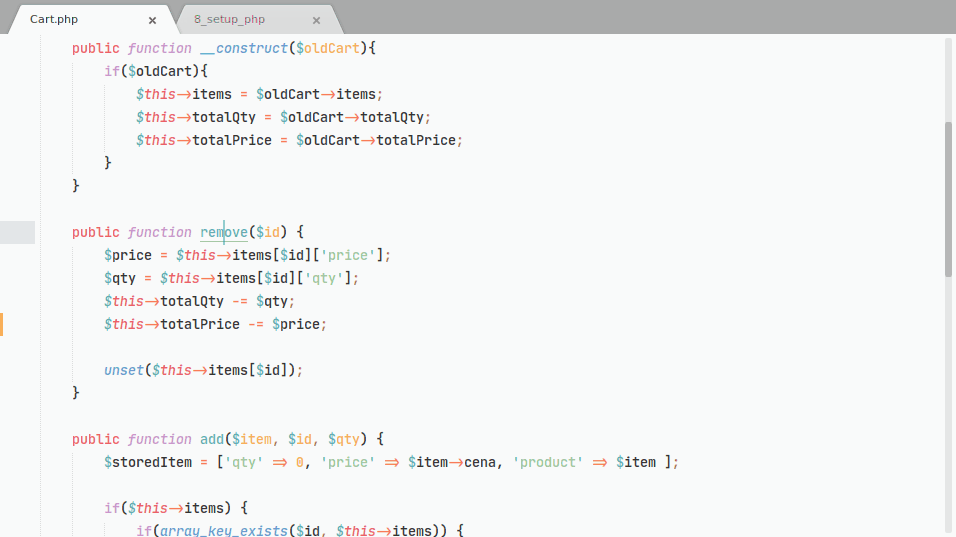 Cart.php × 8_setup_php ×
public function __construct($oldCart){
if($oldCart){
$this->items = $oldCart->items;
$this->totalQty = $oldCart->totalQty;
$this->totalPrice = $oldCart->totalPrice;
}
}
public function remove($id) {
$price = $this->items[$id]['price'];
$qty = $this->items[$id]['qty'];
$this->totalQty -= $qty;
$this->totalPrice -= $price;
unset($this->items[$id]);
}
public function add($item, $id, $qty) {
$storedItem = ['qty' => 0, 'price' => $item->cena, 'product' => $item ];
if($this->items) {
if(array_key_exists($id, $this->items)) {